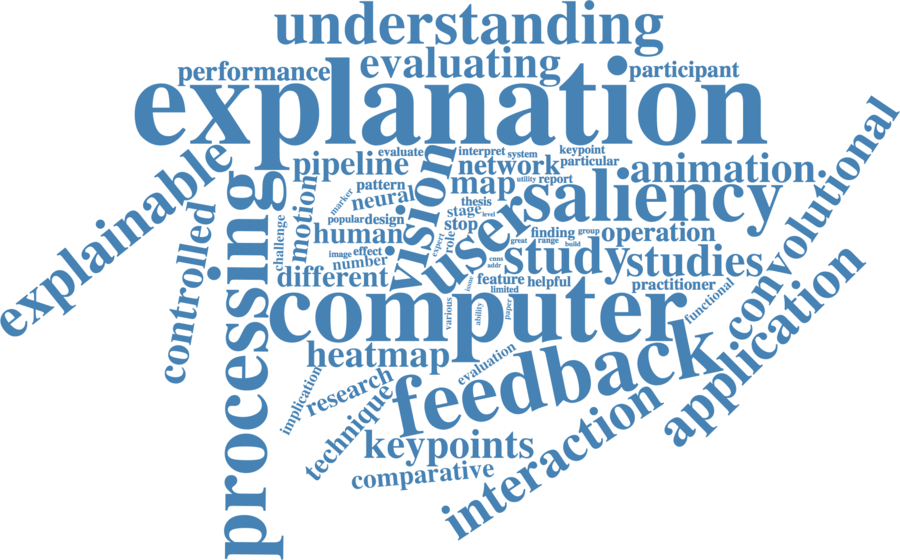 understanding
performance
evaluating
participant
explanation
explainable
convolutional
processing
pipeline
evaluate
interpret
system
keypoint
particular
network
animation
vision
motion
marker
pattern
neural
map
utility
report
saliency
thesis
stage
level
stop
user
popular
design
challenge
controlled
human
role
expert
great
finding
group
range
build
operation
image
effect
number
different
study
studies
cnns
addr
issue
feature
limited
helpful
practitioner
functional
computer
various
ability
paper
application
heatmap
evaluation
feedback
implication
research
technique
keypoints
interaction
comparative